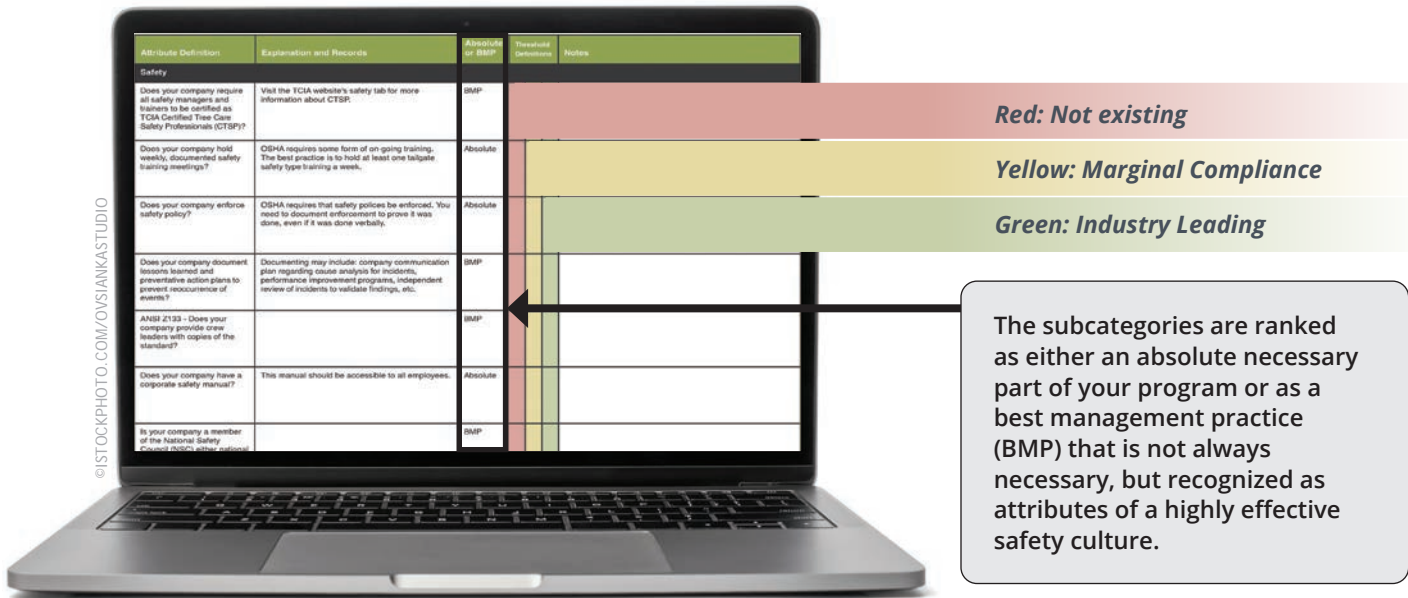 Attribute Definition
Explanation and Records
Absolute
or BMP
Threshold
Definitions
Notes
Safety
Does your company require
all safety managers and
trainers to be certified as
TCIA Certified Tree Care
Safety Professionals (CTSP)?
Visit the TCIA website's safety tab for more
information about CTSP.
BMP
Does your company hold
weekly, documented safety
training meetings?
OSHA requires some form of on-going training.
The best practice is to hold at least one tailgate
safety type training a week.
Absolute
Does your company enforce
safety policy?
OSHA requires that safety polices be enforced. You
need to document enforcement to prove it was
done, even if it was done verbally.
Absolute
Does your company document
lessons learned and
preventative action plans to
prevent reoccurrence of
events?
Documenting may include: company communication
plan regarding cause analysis for incidents,
performance improvement programs, independent
review of incidents to validate findings, etc.
BMP
ANSI Z133 - Does your
company provide crew
leaders with copies of the
standard?
BMP
Does your company have a
corporate safety manual?
This manual should be accessible to all employees.
Absolute
Is your company a member
of the National Safety
Council (NSC) either national
BMP
Red: Not existing
Yellow: Marginal Compliance
Green: Industry Leading
The subcategories are ranked
as either an absolute necessary
part of your program or as a
best management practice
(BMP) that is not always
necessary, but recognized as
attributes of a highly effective
safety culture.
©ISTOCKPHOTO.COM/OVSIANKASTUDIO